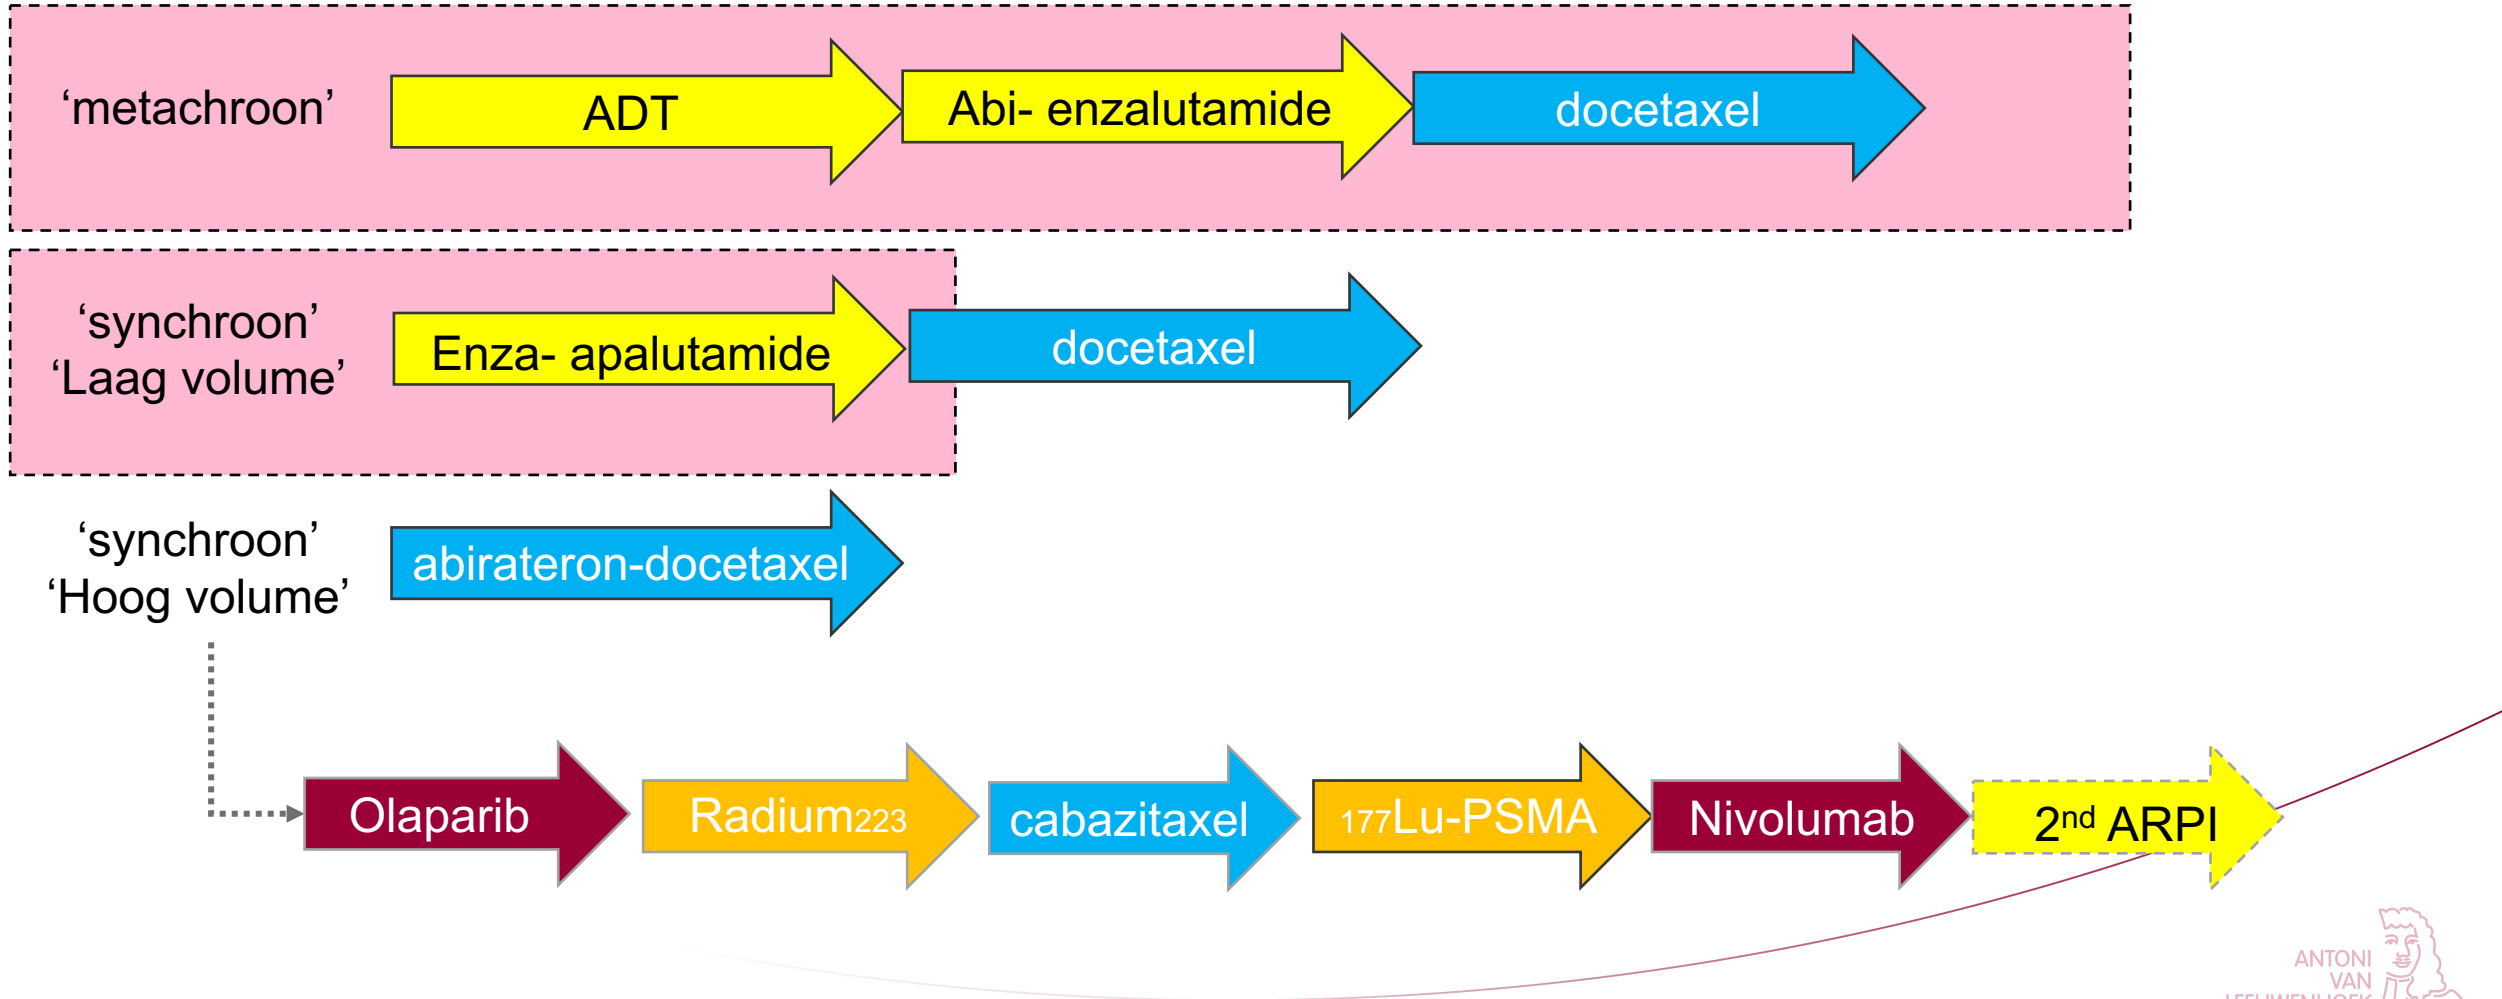 ‘metachroon’
ADT
Abi- enzalutamide
docetaxel
‘synchroon’
‘Laag volume’
Enza- apalutamide
docetaxel
‘synchroon’
‘Hoog volume’
abirateron-docetaxel
Olaparib
Radium223
cabazitaxel
177Lu-PSMA
Nivolumab
2nd ARPI
ANTONI
VAN
LEEUWENHOEK